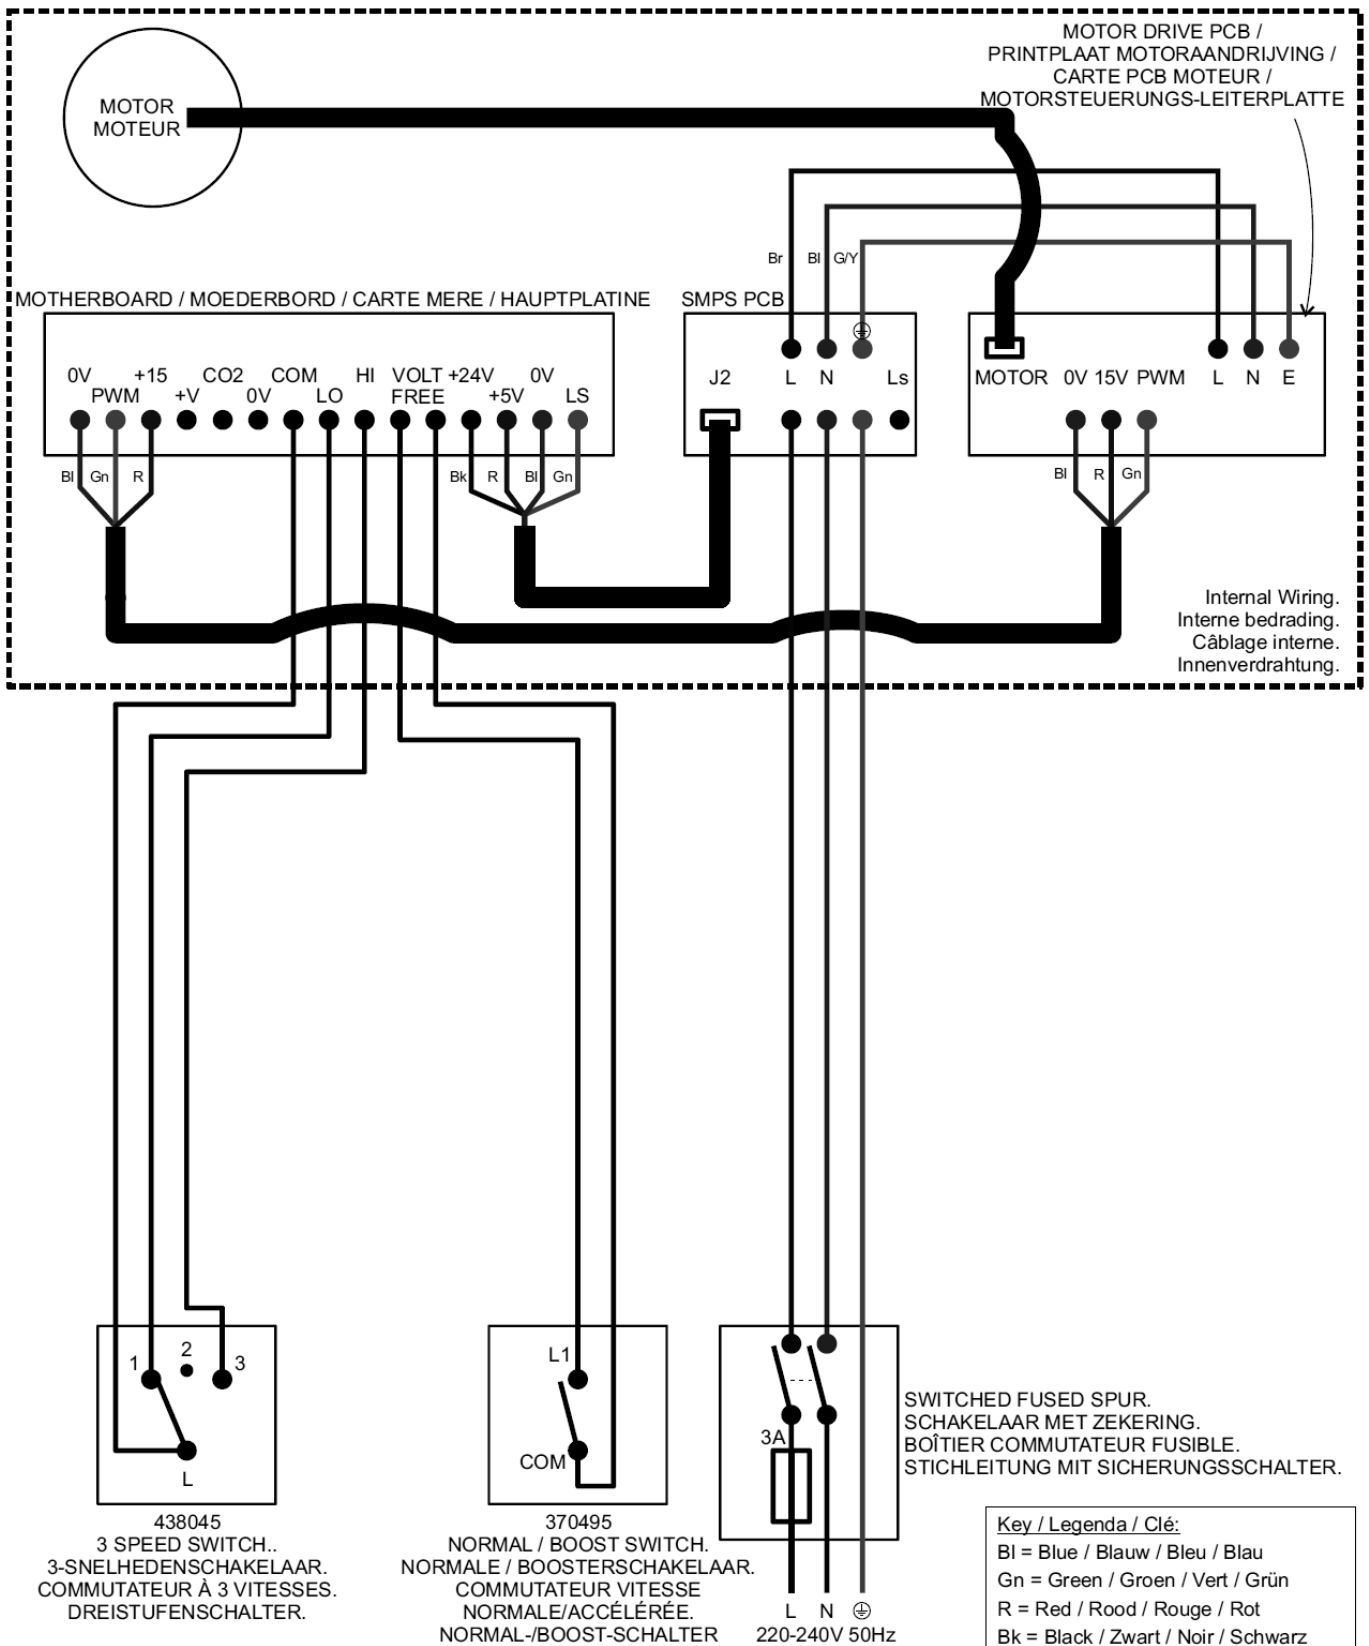 MOTOR DRIVE PCB /
PRINTPLAAT MOTORAANDRIJVING /
CARTE PCB MOTEUR /
MOTORSTEUERUNGS-LEITERPLATTE
MOTOR
MOTEUR
Br Bl G/Y
MOTHERBOARD / MOEDERBORD / CARTE MERE / HAUPTPLATINE
SMPS PCB
0V +15 CO2 COM HI VOLT +24V 0V
PWM +V 0V LO FREE +5V LS
J2 L N Ls
MOTOR 0V 15V PWM L N E
Bl Gn R
Bk R Bl Gn
Bl R Gn
Internal Wiring.
Interne bedrading.
Câblage interne.
Innenverdrahtung.
1 2 3
L
L1
COM
3A
SWITCHED FUSED SPUR.
SCHAKELAAR MET ZEKERING.
BOÎTIER COMMUTATEUR FUSIBLE.
STICHLEITUNG MIT SICHERUNGSSCHALTER.
438045
3 SPEED SWITCH..
3-SNELHEDENSCHAKELAAR.
COMMUTATEUR À 3 VITESSES.
DREISTUFENSCHALTER.
370495
NORMAL / BOOST SWITCH.
NORMALE / BOOSTERSCHAKELAAR.
COMMUTATEUR VITESSE
NORMALE/ACCÉLÉRÉE.
NORMAL-/BOOST-SCHALTER
L N
220-240V 50Hz
Key / Legenda / Clé:
Bl = Blue / Blauw / Bleu / Blau
Gn = Green / Groen / Vert / Grün
R = Red / Rood / Rouge / Rot
Bk = Black / Zwart / Noir / Schwarz